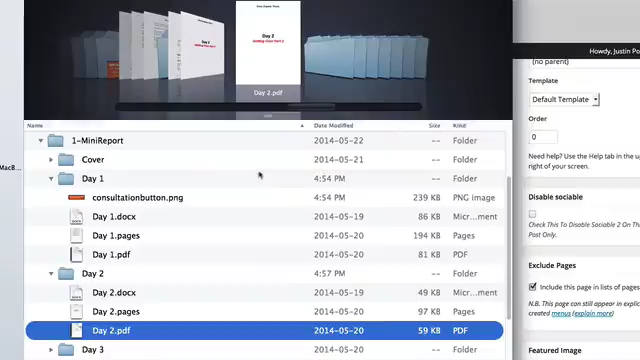 Day 2
Day 2
Day 2.pdf
Name Date Modified Size Kind
1-MiniReport 2014-05-22 -- Folder
Cover 2014-05-21 -- Folder
Day 1 4:54 PM -- Folder
consultationbutton.png 4:54 PM 239 KB PNG image
Day 1.docx 2014-05-19 86 KB Micr...ment
Day 1.pages 2014-05-20 194 KB Pages
Day 1.pdf 2014-05-20 81 KB PDF
Day 2 4:57 PM -- Folder
Day 2.docx 2014-05-19 49 KB Micr...ment
Day 2.pages 2014-05-20 97 KB Pages
Day 2.pdf 2014-05-20 59 KB PDF
Day 3 2014-05-20 -- Folder
MacB...
Howdy, Justin Po
(no parent)
Template
Default Template
Order
0
Need help? Use the Help tab in the up
right of your screen.
Disable sociable
Check This To Disable Sociable 2 On Th
Post Only.
Exclude Pages
Include this page in lists of pages
N.B. This page can still appear in explic
created menus (explain more)
Featured Image